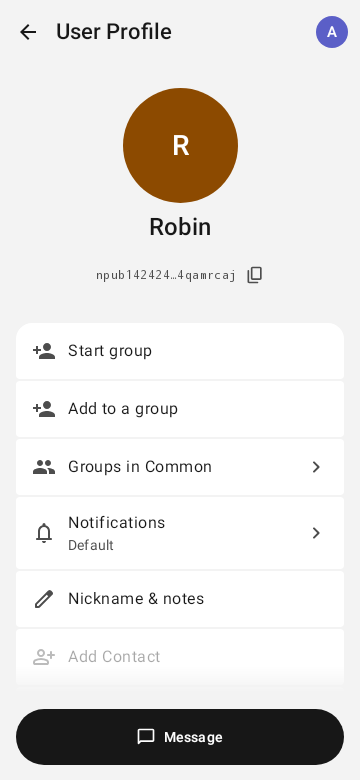 User Profile
A
R
Robin
npub142424…4qamrcaj
Start group
Add to a group
Groups in Common
Notifications
Default
Nickname & notes
Add Contact
Message